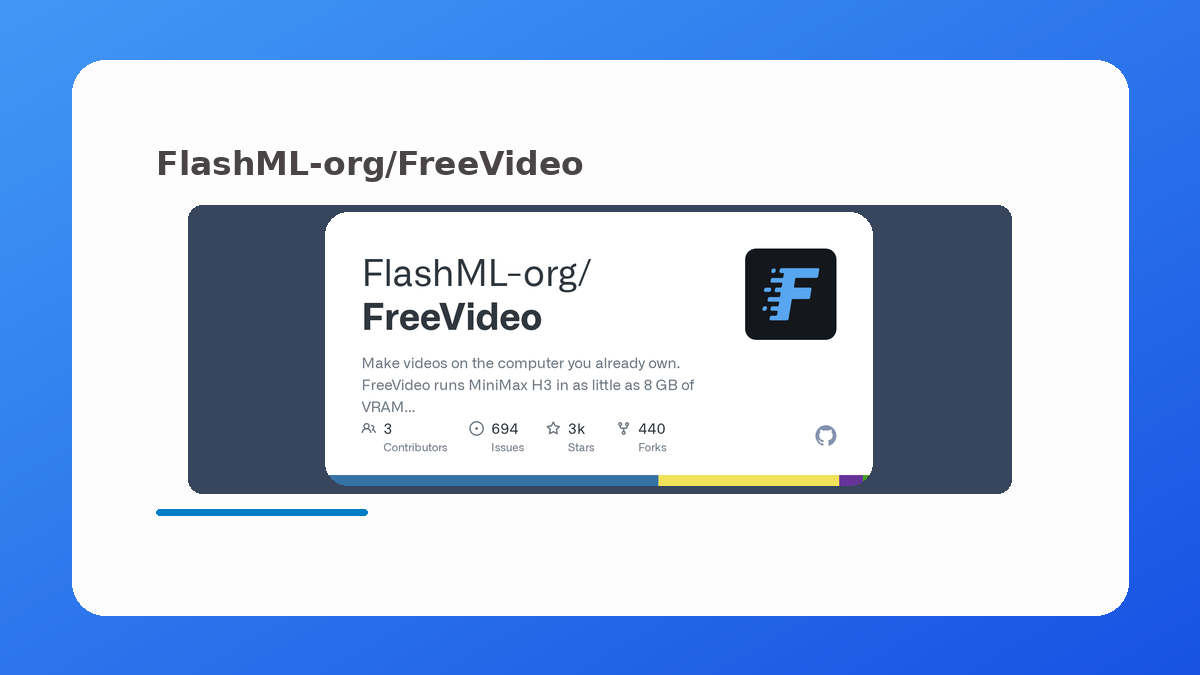 FlashML-org/FreeVideo
FlashML-org/
FreeVideo
Make videos on the computer you already own.
FreeVideo runs MiniMax H3 in as little as 8 GB of
VRAM...
3 694 3k 440
Contributors Issues Stars Forks